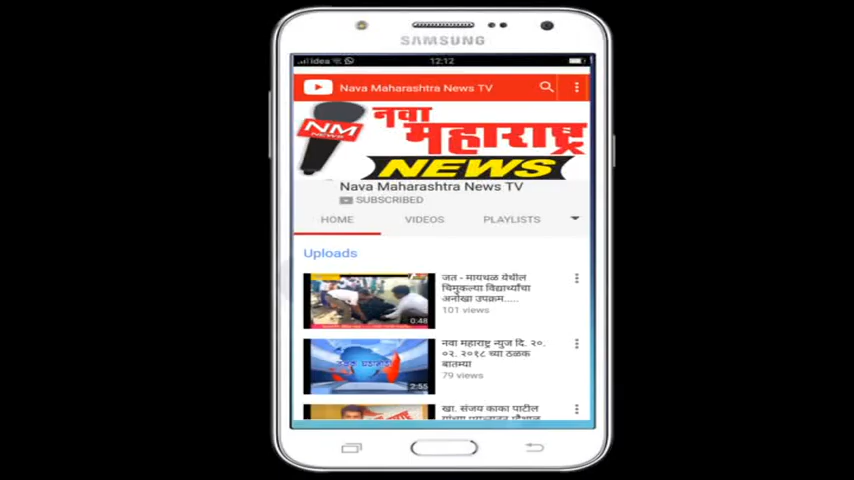 SAMSUNG
Idea
12:12
Nava Maharashtra News TV
NM
NEWS
नवा
महाराष्ट्र
NEWS
Nava Maharashtra News TV
SUBSCRIBED
HOME VIDEOS PLAYLISTS
Uploads
जत - मायथळ येथील
चिमुकल्या विद्यार्थ्यांचा
अनोखा उपक्रम.....
101 views
0:48
नवा महाराष्ट्र न्युज दि. २०.
०२. २०१८ च्या ठळक
बातम्या
79 views
2:55
खा. संजय काका पाटील